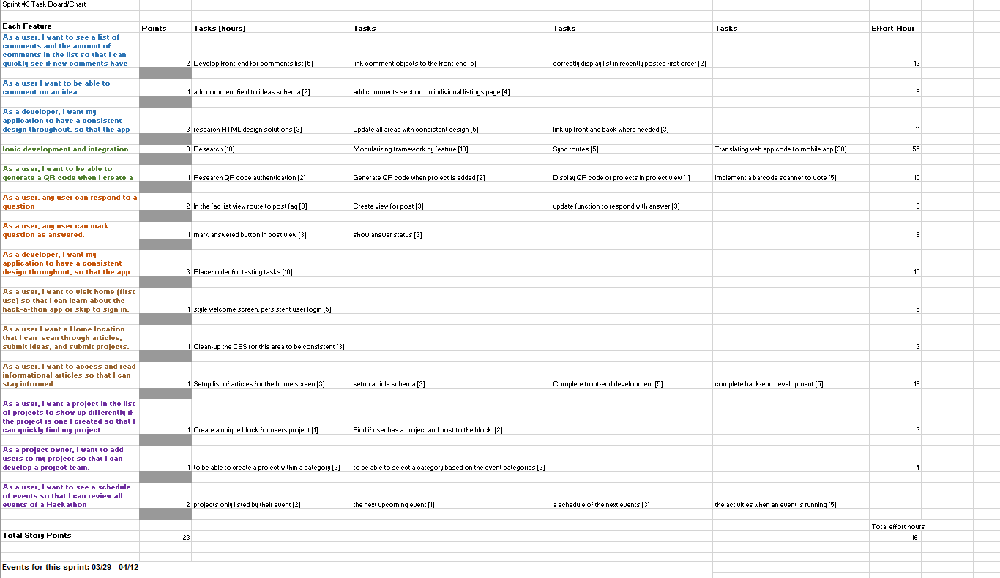 Sprint #3 Task Board/Chart
Each Feature Points Tasks [hours] Tasks Tasks Tasks Effort-Hour
As a user, I want to see a list of
comments and the amount of
comments in the list so that I can
quickly see if new comments have 2 Develop front-end for comments list [5] link comment objects to the front-end [5] correctly display list in recently posted first order [2] 12
As a user I want to be able to
comment on an idea 1 add comment field to ideas schema [2] add comments section on individual listings page [4] 6
As a developer, I want my
application to have a consistent
design throughout, so that the app 3 research HTML design solutions [3] Update all areas with consistent design [5] link up front and back where needed [3] 11
Ionic development and integration 3 Research [10] Modularizing framework by feature [10] Sync routes [5] Translating web app code to mobile app [30] 55
As a user, I want to be able to
generate a QR code when I create a 1 Research QR code authentication [2] Generate QR code when project is added [2] Display QR code of projects in project view [1] Implement a barcode scanner to vote [5] 10
As a user, any user can respond to a
question 2 In the faq list view route to post faq [3] Create view for post [3] update function to respond with answer [3] 9
As a user, any user can mark
question as answered. 1 mark answered button in post view [3] show answer status [3] 6
As a developer, I want my
application to have a consistent
design throughout, so that the app 3 Placeholder for testing tasks [10] 10
As a user, I want to visit home (first
use) so that I can learn about the
hack-a-thon app or skip to sign in. 1 style welcome screen, persistent user login [5] 5
As a user I want a Home location
that I can scan through articles,
submit ideas, and submit projects. 1 Clean-up the CSS for this area to be consistent [3] 3
As a user, I want to access and read
informational articles so that I can
stay informed. 1 Setup list of articles for the home screen [3] setup article schema [3] Complete front-end development [5] complete back-end development [5] 16
As a user, I want a project in the list
of projects to show up differently if
the project is one I created so that I
can quickly find my project. 1 Create a unique block for users project [1] Find if user has a project and post to the block. [2] 3
As a project owner, I want to add
users to my project so that I can
develop a project team. 1 to be able to create a project within a category [2] to be able to select a category based on the event categories [2] 4
As a user, I want to see a schedule
of events so that I can review all
events of a Hackathon 2 projects only listed by their event [2] the next upcoming event [1] a schedule of the next events [3] the activities when an event is running [5] 11
Total effort hours
Total Story Points 23 161
Events for this sprint: 03/29 - 04/12